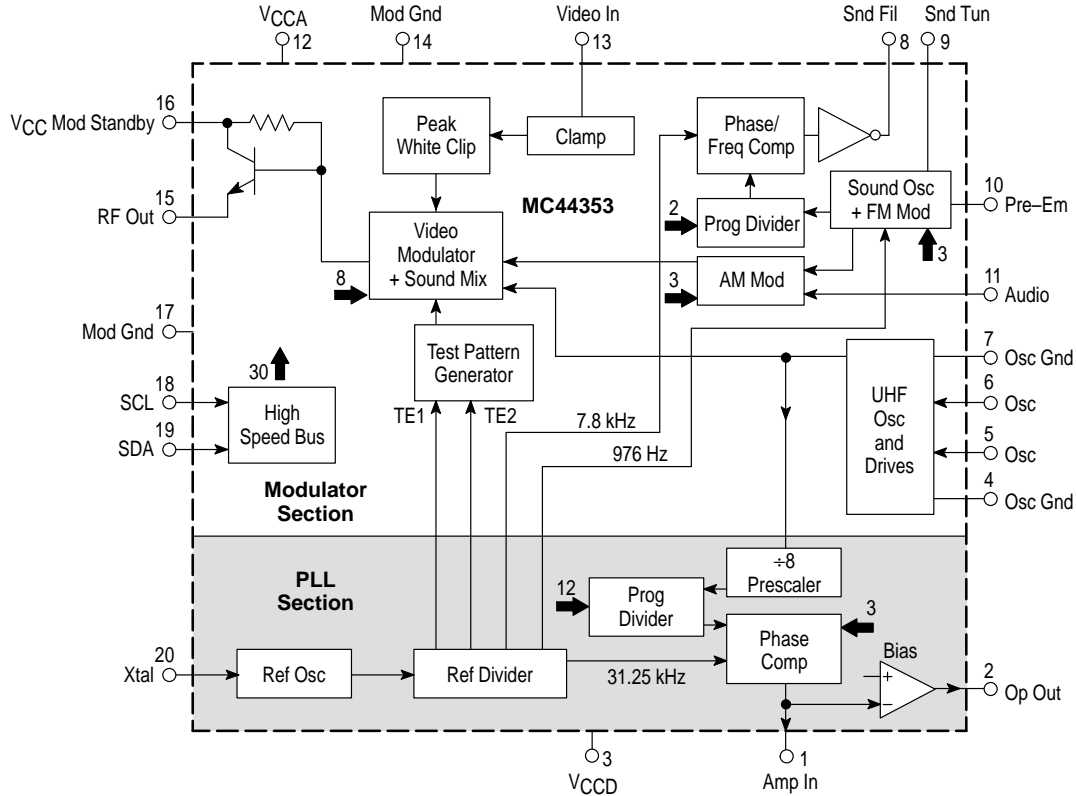 VCCA
12
Mod Gnd
14
Video In
13
Snd Fil
8
Snd Tun
9
16
VCC Mod Standby
15
RF Out
Peak
White Clip
Clamp
Phase/
Freq Comp
MC44353
2
Prog Divider
Sound Osc
+ FM Mod
3
10
Pre–Em
Video
Modulator
+ Sound Mix
8
3
AM Mod
11
Audio
17
Mod Gnd
30
18
SCL
19
SDA
High
Speed Bus
Test Pattern
Generator
TE1
TE2
7.8 kHz
976 Hz
UHF
Osc
and
Drives
7
Osc Gnd
6
Osc
5
Osc
4
Osc Gnd
Modulator
Section
PLL
Section
÷8
Prescaler
12
Prog
Divider
3
Phase
Comp
20
Xtal
Ref Osc
Ref Divider
31.25 kHz
Bias
+
–
2
Op Out
3
VCCD
1
Amp In